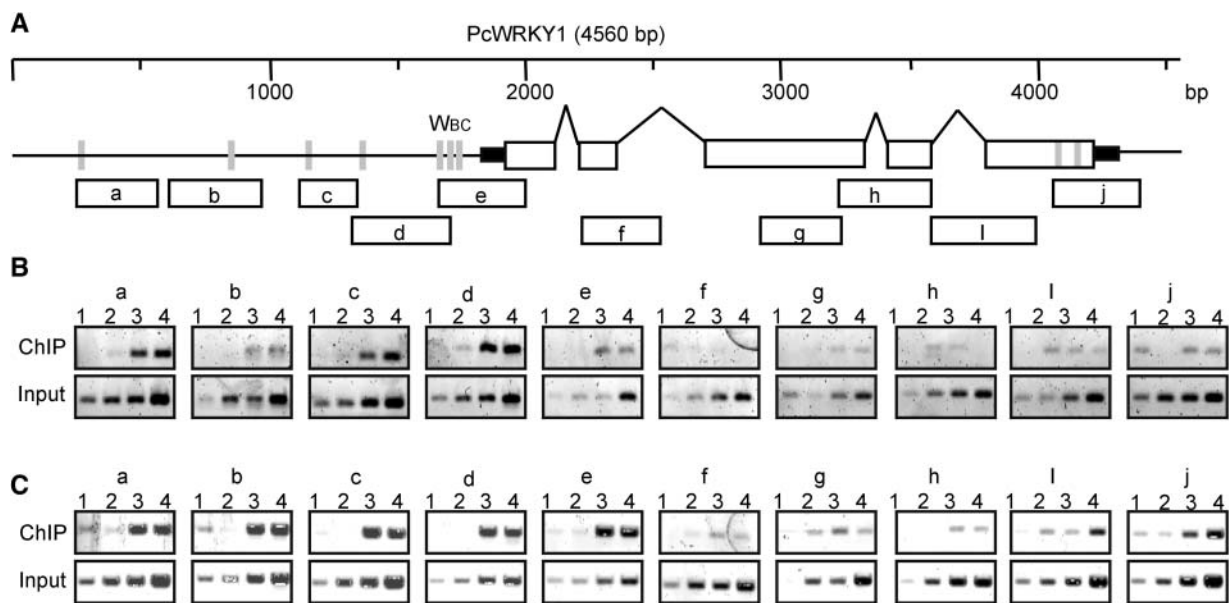 A
PcWRKY1 (4560 bp)
1000 2000 3000 4000 bp
WBC
a b c e h j
d f g I
B
a b c d e f g h I j
1 2 3 4 1 2 3 4 1 2 3 4 1 2 3 4 1 2 3 4 1 2 3 4 1 2 3 4 1 2 3 4 1 2 3 4 1 2 3 4
ChIP
Input
C
a b c d e f g h I j
1 2 3 4 1 2 3 4 1 2 3 4 1 2 3 4 1 2 3 4 1 2 3 4 1 2 3 4 1 2 3 4 1 2 3 4 1 2 3 4
ChIP
Input